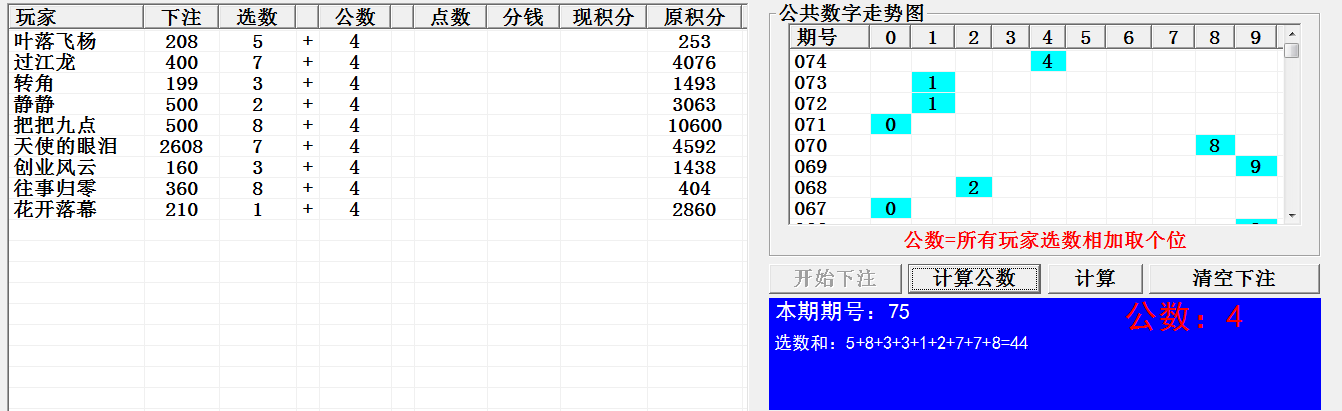 玩家 下注 选数 公数 点数 分钱 现积分 原积分
叶落飞杨 208 5 + 4 253
过江龙 400 7 + 4 4076
转角 199 3 + 4 1493
静静 500 2 + 4 3063
把把九点 500 8 + 4 10600
天使的眼泪 2608 7 + 4 4592
创业风云 160 3 + 4 1438
往事归零 360 8 + 4 404
花开落幕 210 1 + 4 2860
公共数字走势图
期号 0 1 2 3 4 5 6 7 8 9
074 4
073 1
072 1
071 0
070 8
069 9
068 2
067 0
公数=所有玩家选数相加取个位
开始下注 计算公数 计算 清空下注
本期期号：75 公数：4
选数和：5+8+3+3+1+2+7+7+8=44